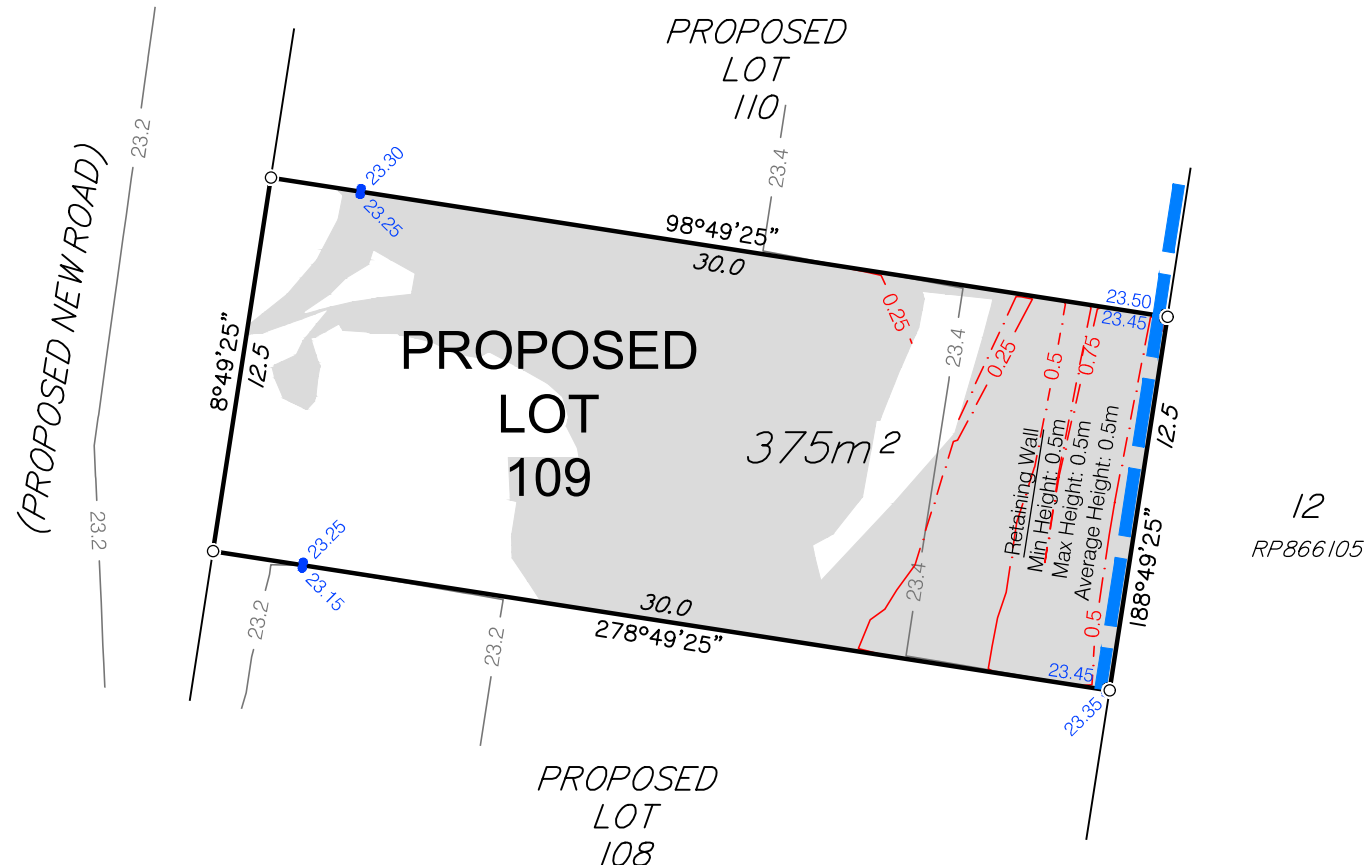 PROPOSED
LOT
110
23.2
23.4
(PROPOSED NEW ROAD)
23.30
23.25
98°49'25"
30.0
23.50
23.45
0.25
23.4
0.25
0.5
0.75
8°49'25"
12.5
PROPOSED
LOT
109
375m²
Retaining Wall
Min Height: 0.5m
Max Height: 0.5m
Average Height: 0.5m
12.5
188°49'25"
12
RP866105
23.2
23.25
23.15
23.4
0.5
30.0
278°49'25"
23.2
23.2
23.45
23.35
PROPOSED
LOT
108